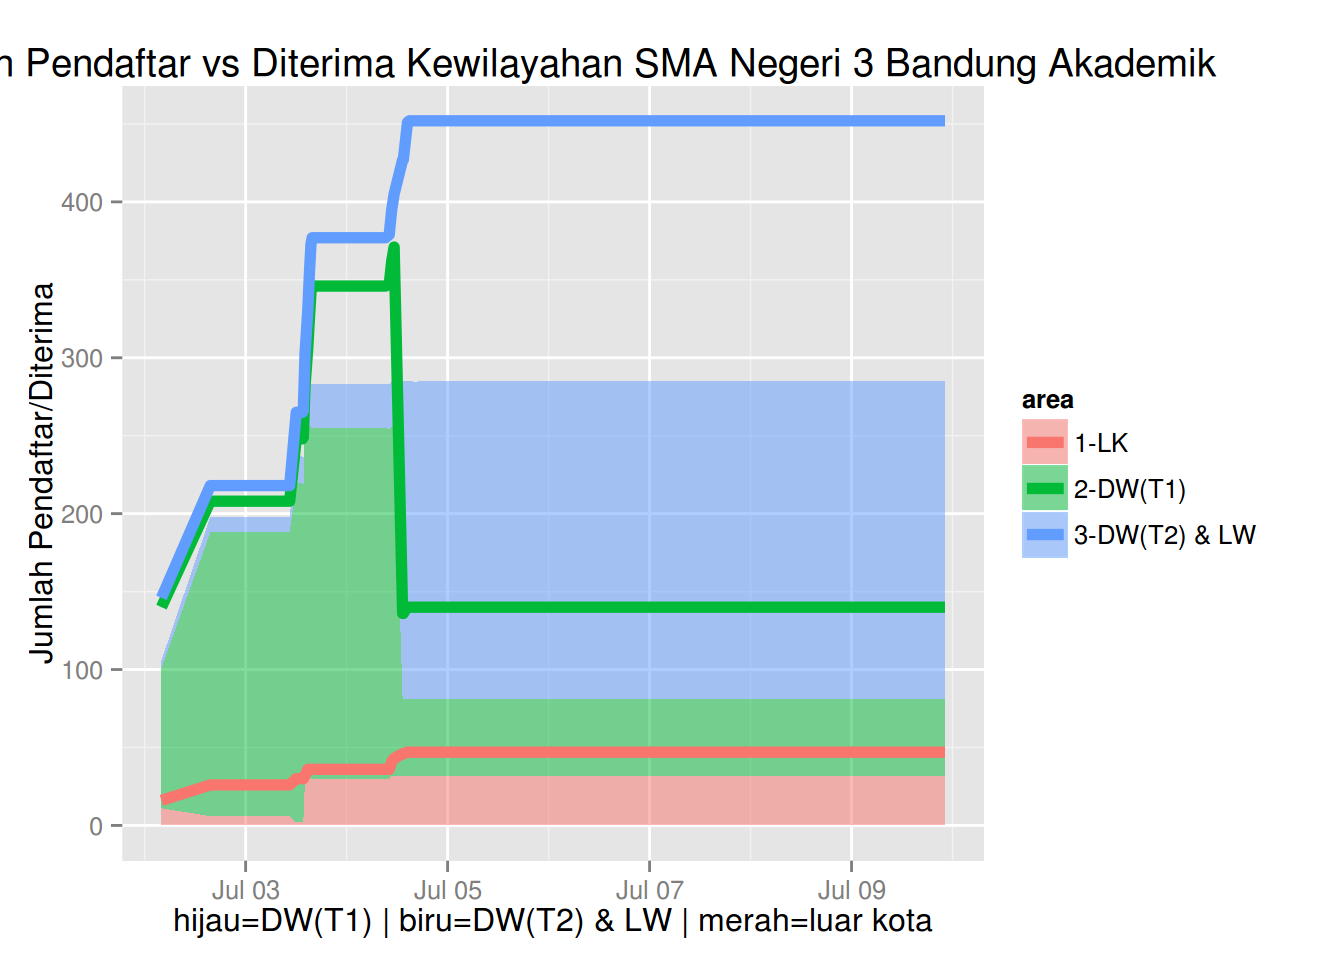 Pendaftar vs Diterima Kewilayahan SMA Negeri 3 Bandung Akademik
Jumlah Pendaftar/Diterima
400
300
200
100
0
Jul 03 Jul 05 Jul 07 Jul 09
hijau=DW(T1) | biru=DW(T2) & LW | merah=luar kota
area
1-LK
2-DW(T1)
3-DW(T2) & LW